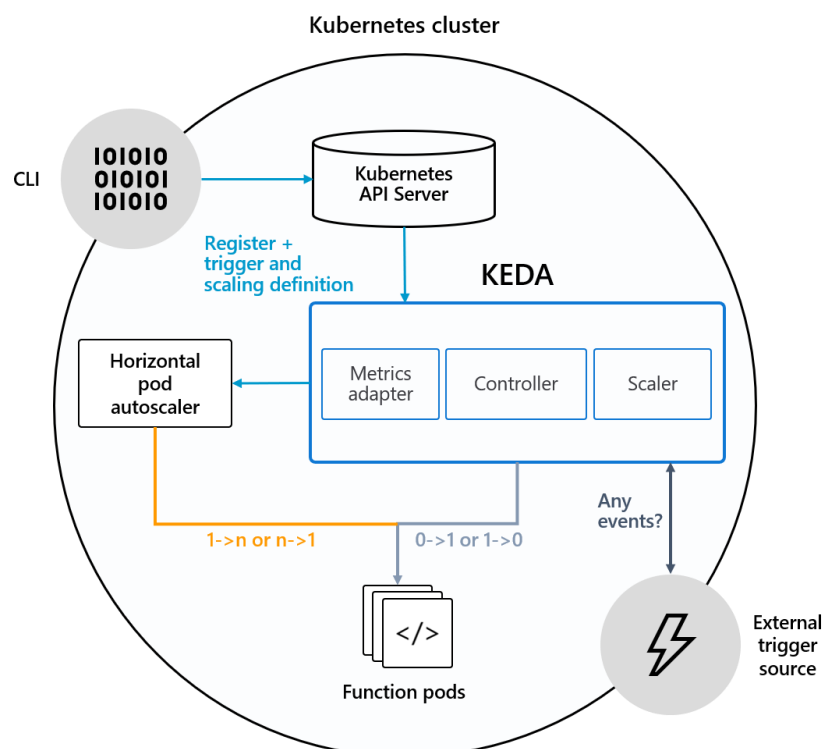 Kubernetes cluster
CLI
101010
010101
101010
Kubernetes
API Server
Register +
trigger and
scaling definition
KEDA
Horizontal
pod
autoscaler
Metrics
adapter
Controller
Scaler
Any
events?
1->n or n->1
0->1 or 1->0
</>
Function pods
External
trigger
source